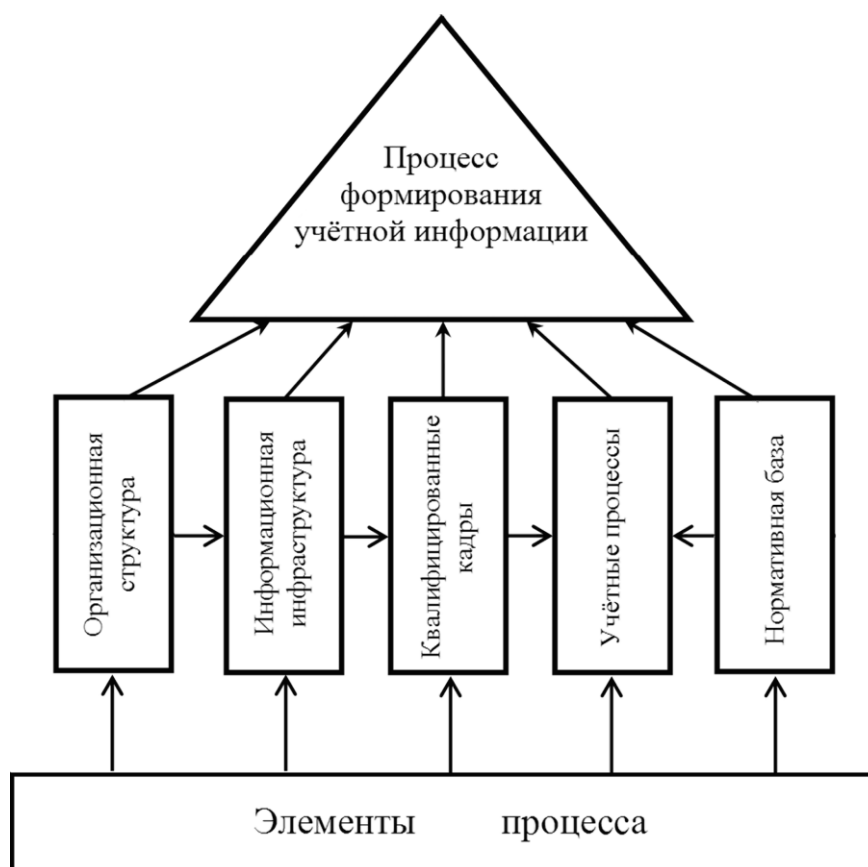 Процесс
формирования
учётной информации
Организационная
структура
Информационная
инфраструктура
Квалифицированные
кадры
Учётные процессы
Нормативная база
Элементы процесса